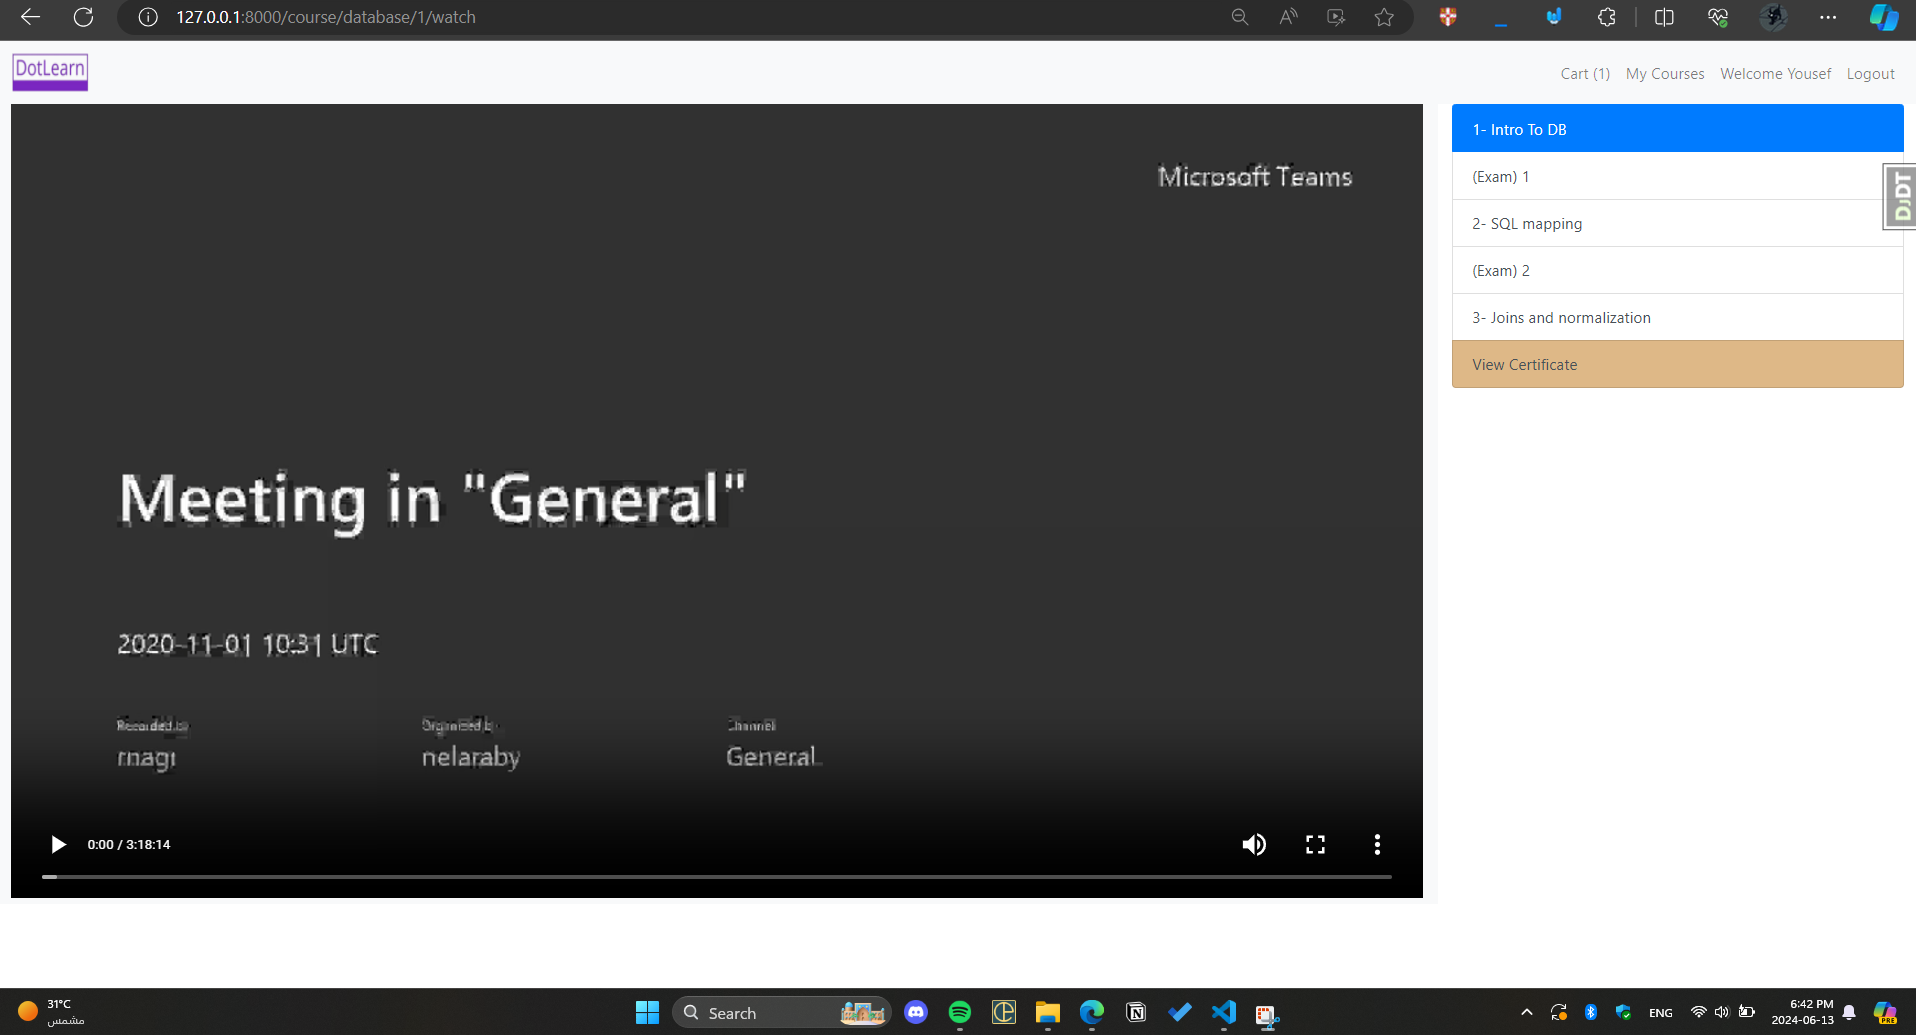 127.0.0.1:8000/course/database/1/watch
DotLearn
Cart (1) My Courses Welcome Yousef Logout
Microsoft Teams
Meeting in "General"
2020-11-01 10:31 UTC
Recorded by Organized by Channel
rnagi nelaraby General
0:00 / 3:18:14
1- Intro To DB
(Exam) 1
2- SQL mapping
(Exam) 2
3- Joins and normalization
View Certificate
DJDT
31°C
مشمس
Search
ENG
6:42 PM
2024-06-13
PRE